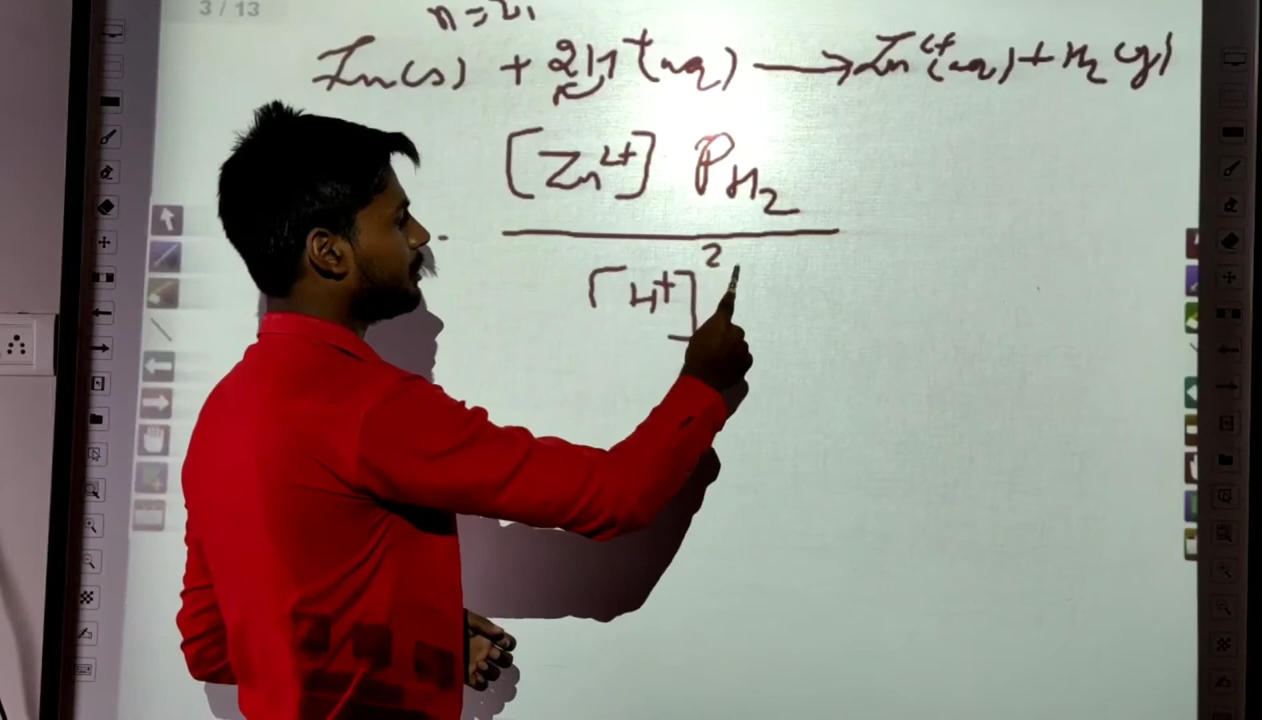 3 / 13
n = 2,
Zn(s) + 2H⁺(aq) ⟶ Zn²⁺(aq) + H₂(g)
[Zn²⁺] P_H₂
[H⁺]²